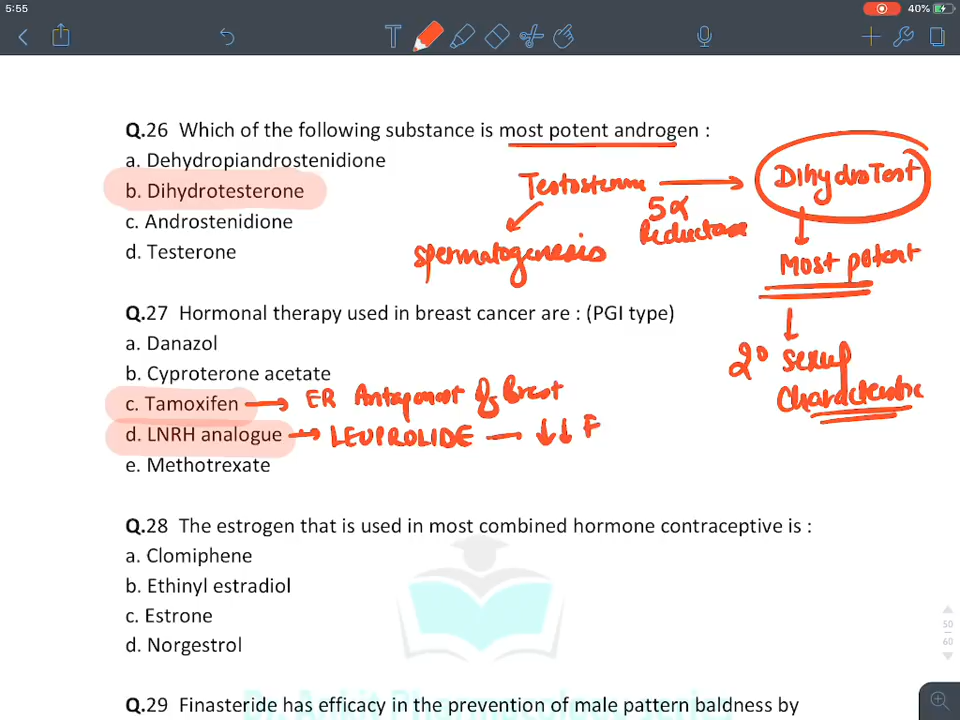 5:55
40%
T
Q.26 Which of the following substance is most potent androgen :
a. Dehydropiandrostenidione
b. Dihydrotesterone
c. Androstenidione
d. Testerone
Testosterone
5α
Reductase
DihydroTest
Spermatogenesis
Most potent
2° Sexup
Characteristic
Q.27 Hormonal therapy used in breast cancer are : (PGI type)
a. Danazol
b. Cyproterone acetate
c. Tamoxifen → ER Antagonist of Breast
d. LNRH analogue → LEUPROLIDE — ↓↓ F
e. Methotrexate
Q.28 The estrogen that is used in most combined hormone contraceptive is :
a. Clomiphene
b. Ethinyl estradiol
c. Estrone
d. Norgestrol
50
60
Q.29 Finasteride has efficacy in the prevention of male pattern baldness by